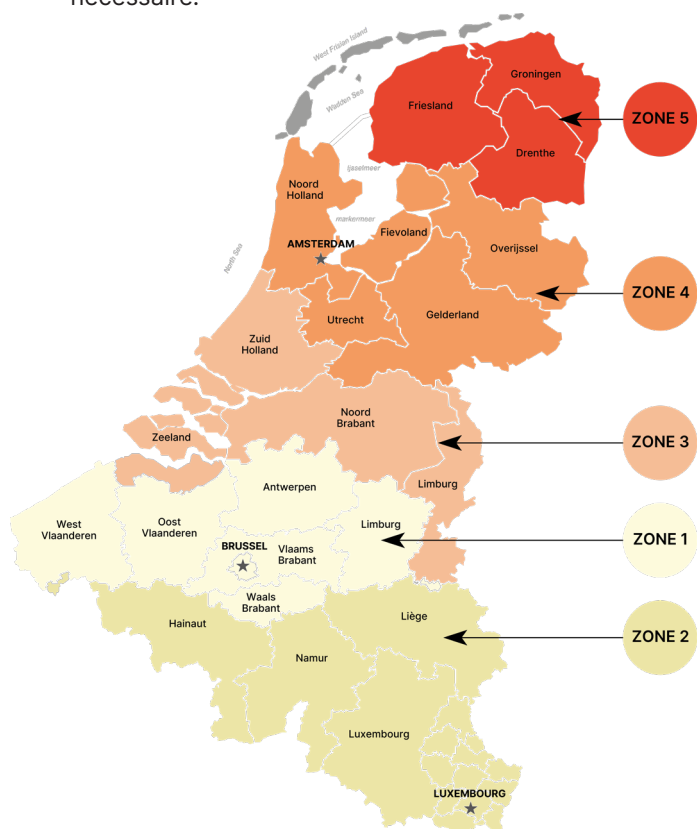 nécessaire.
West Frisian Island
Groningen
Wadden Sea
Friesland
ZONE 5
Drenthe
Ijsselmeer
Noord
Holland
markermeer
Fievoland
AMSTERDAM
Overijssel
North Sea
ZONE 4
Utrecht
Gelderland
Zuid
Holland
Noord
Brabant
Zeeland
ZONE 3
Limburg
Antwerpen
West
Vlaanderen
Oost
Vlaanderen
Limburg
BRUSSEL
Vlaams
Brabant
ZONE 1
Waals
Brabant
Hainaut
Liège
ZONE 2
Namur
Luxembourg
LUXEMBOURG